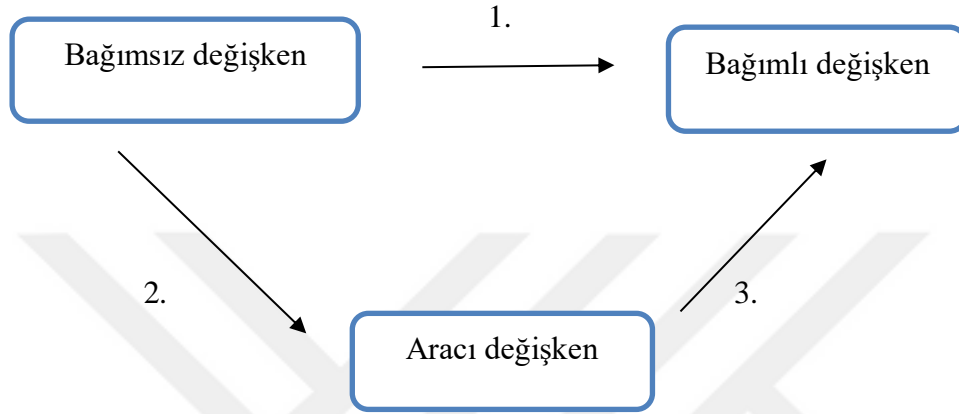 1.
Bağımsız değişken
Bağımlı değişken
2.
3.
Aracı değişken